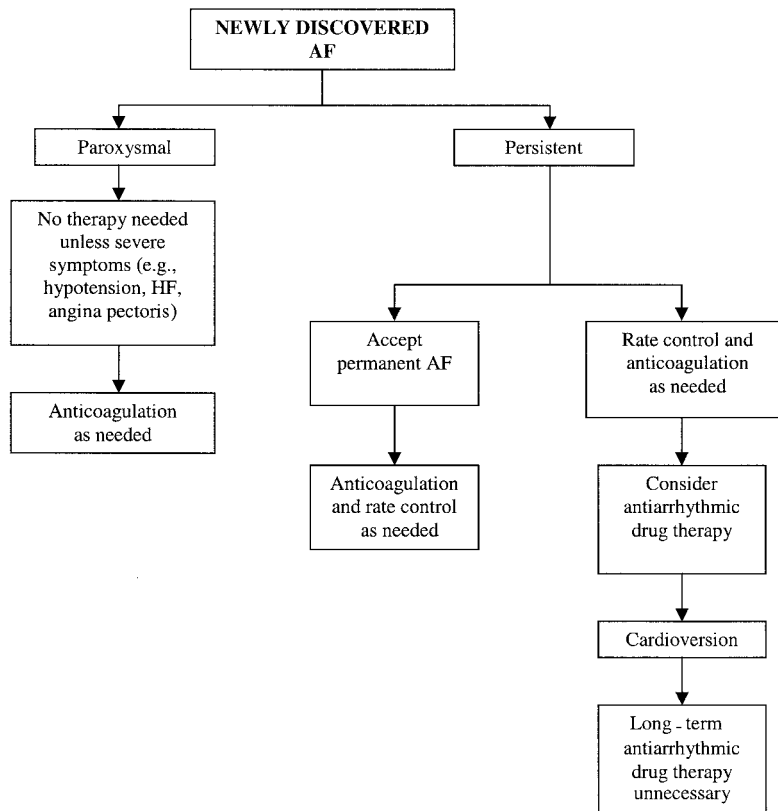 NEWLY DISCOVERED
AF
Paroxysmal
Persistent
No therapy needed
unless severe
symptoms (e.g.,
hypotension, HF,
angina pectoris)
Accept
permanent AF
Rate control and
anticoagulation
as needed
Anticoagulation
as needed
Anticoagulation
and rate control
as needed
Consider
antiarrhythmic
drug therapy
Cardioversion
Long - term
antiarrhythmic
drug therapy
unnecessary